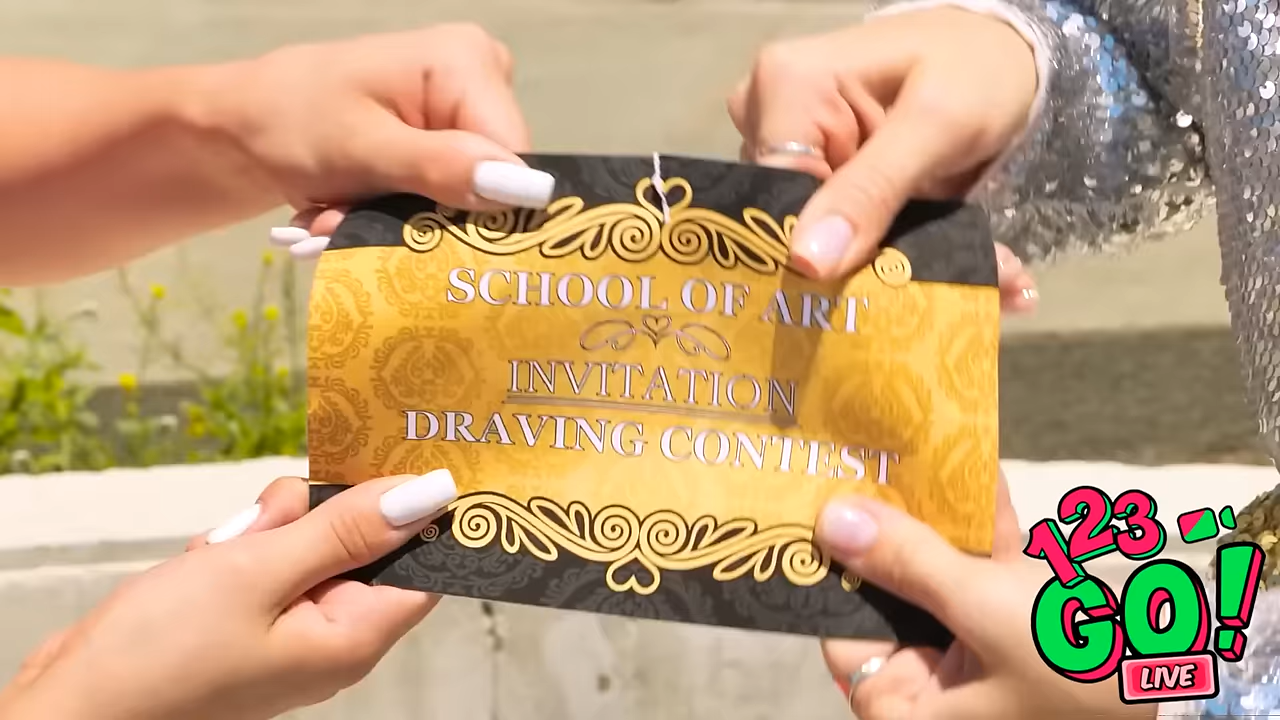 SCHOOL OF ART
INVITATION
DRAVING CONTEST
123
GO!
LIVE